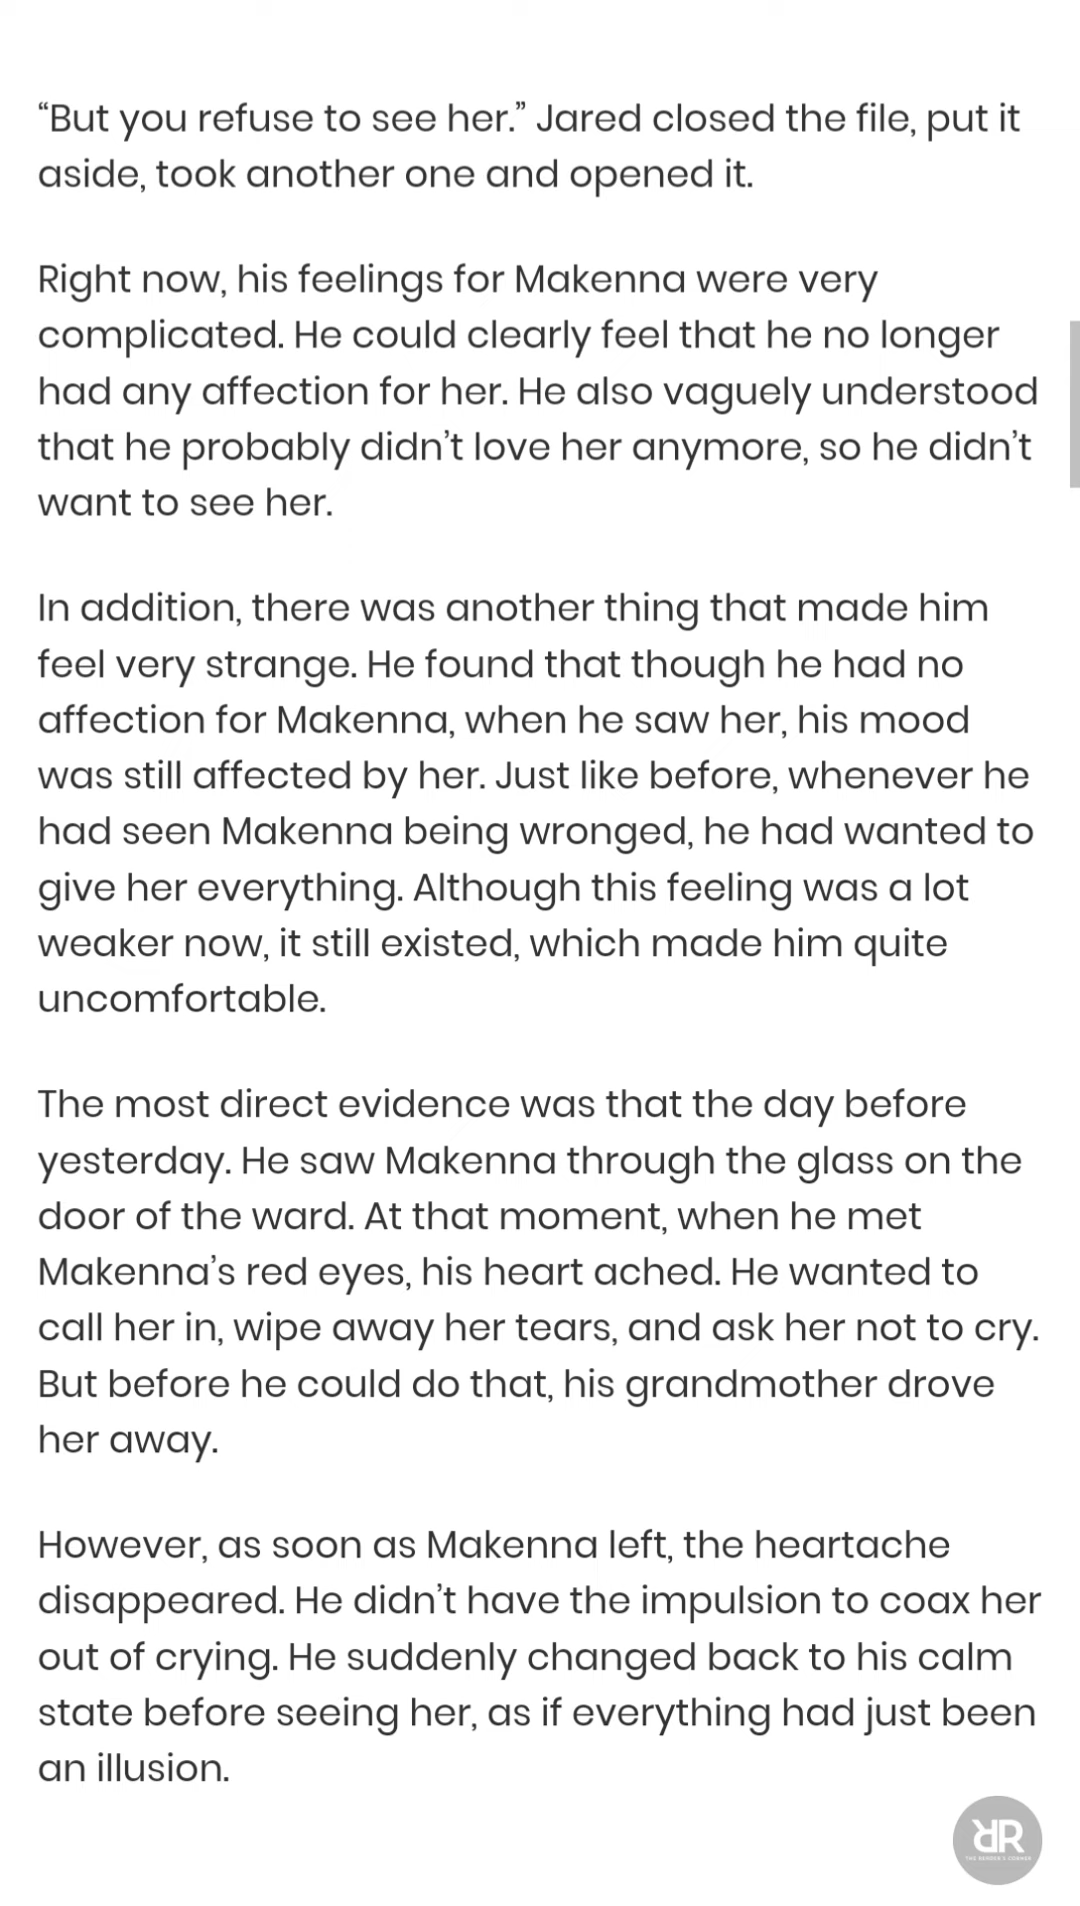 “But you refuse to see her.” Jared closed the file, put it
aside, took another one and opened it.
Right now, his feelings for Makenna were very
complicated. He could clearly feel that he no longer
had any affection for her. He also vaguely understood
that he probably didn’t love her anymore, so he didn’t
want to see her.
In addition, there was another thing that made him
feel very strange. He found that though he had no
affection for Makenna, when he saw her, his mood
was still affected by her. Just like before, whenever he
had seen Makenna being wronged, he had wanted to
give her everything. Although this feeling was a lot
weaker now, it still existed, which made him quite
uncomfortable.
The most direct evidence was that the day before
yesterday. He saw Makenna through the glass on the
door of the ward. At that moment, when he met
Makenna’s red eyes, his heart ached. He wanted to
call her in, wipe away her tears, and ask her not to cry.
But before he could do that, his grandmother drove
her away.
However, as soon as Makenna left, the heartache
disappeared. He didn’t have the impulsion to coax her
out of crying. He suddenly changed back to his calm
state before seeing her, as if everything had just been
an illusion.
RR
THE READER'S CORNER